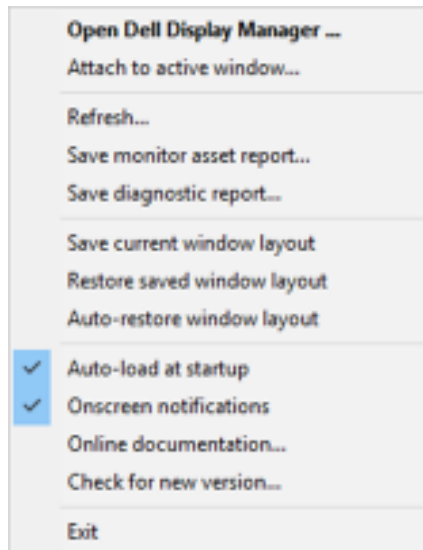 Open Dell Display Manager ...
Attach to active window...
Refresh...
Save monitor asset report...
Save diagnostic report...
Save current window layout
Restore saved window layout
Auto-restore window layout
Auto-load at startup
Onscreen notifications
Online documentation...
Check for new version...
Exit